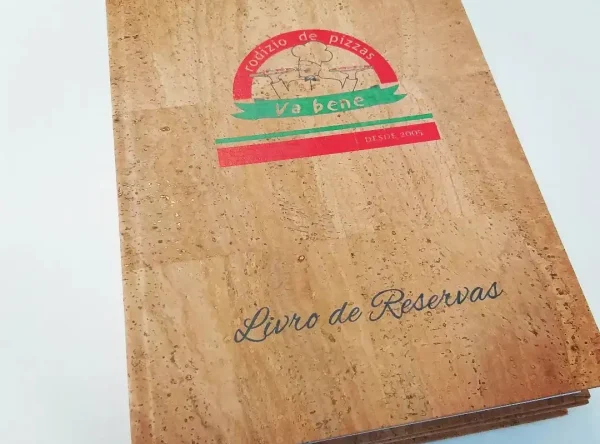 rodizio de pizzas
Va bene
DESDE 2005
Livro de Reservas